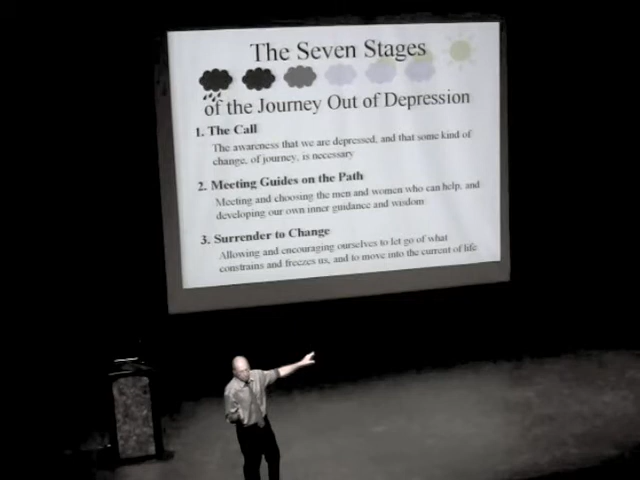 The Seven Stages
of the Journey Out of Depression
1. The Call
The awareness that we are depressed, and that some kind of
change, of journey, is necessary
2. Meeting Guides on the Path
Meeting and choosing the men and women who can help, and
developing our own inner guidance and wisdom
3. Surrender to Change
Allowing and encouraging ourselves to let go of what
constrains and freezes us, and to move into the current of life